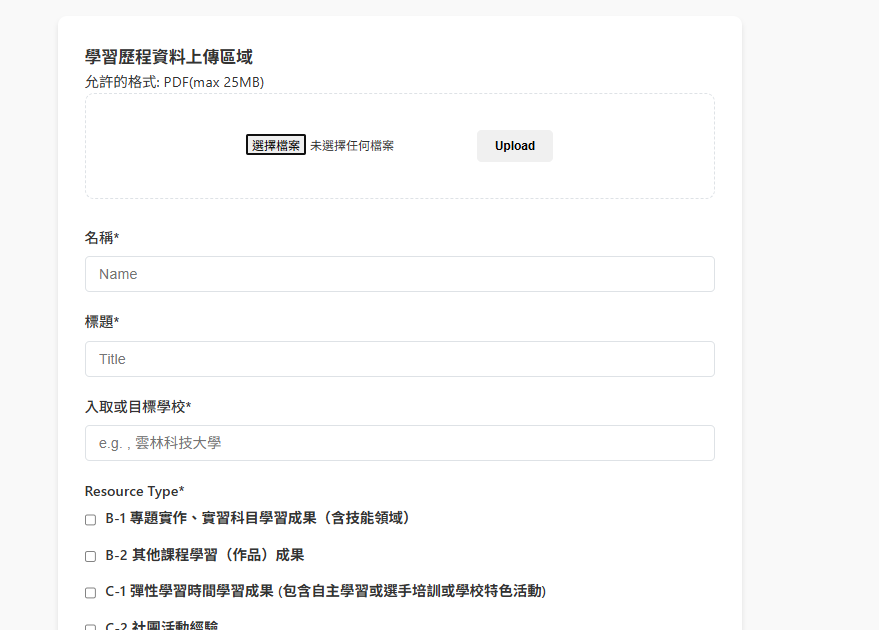 學習歷程資料上傳區域
允許的格式: PDF(max 25MB)
選擇檔案 未選擇任何檔案 Upload
名稱*
Name
標題*
Title
入取或目標學校*
e.g. , 雲林科技大學
Resource Type*
B-1 專題實作、實習科目學習成果（含技能領域）
B-2 其他課程學習（作品）成果
C-1 彈性學習時間學習成果 (包含自主學習或選手培訓或學校特色活動)
C-2 社團活動經驗